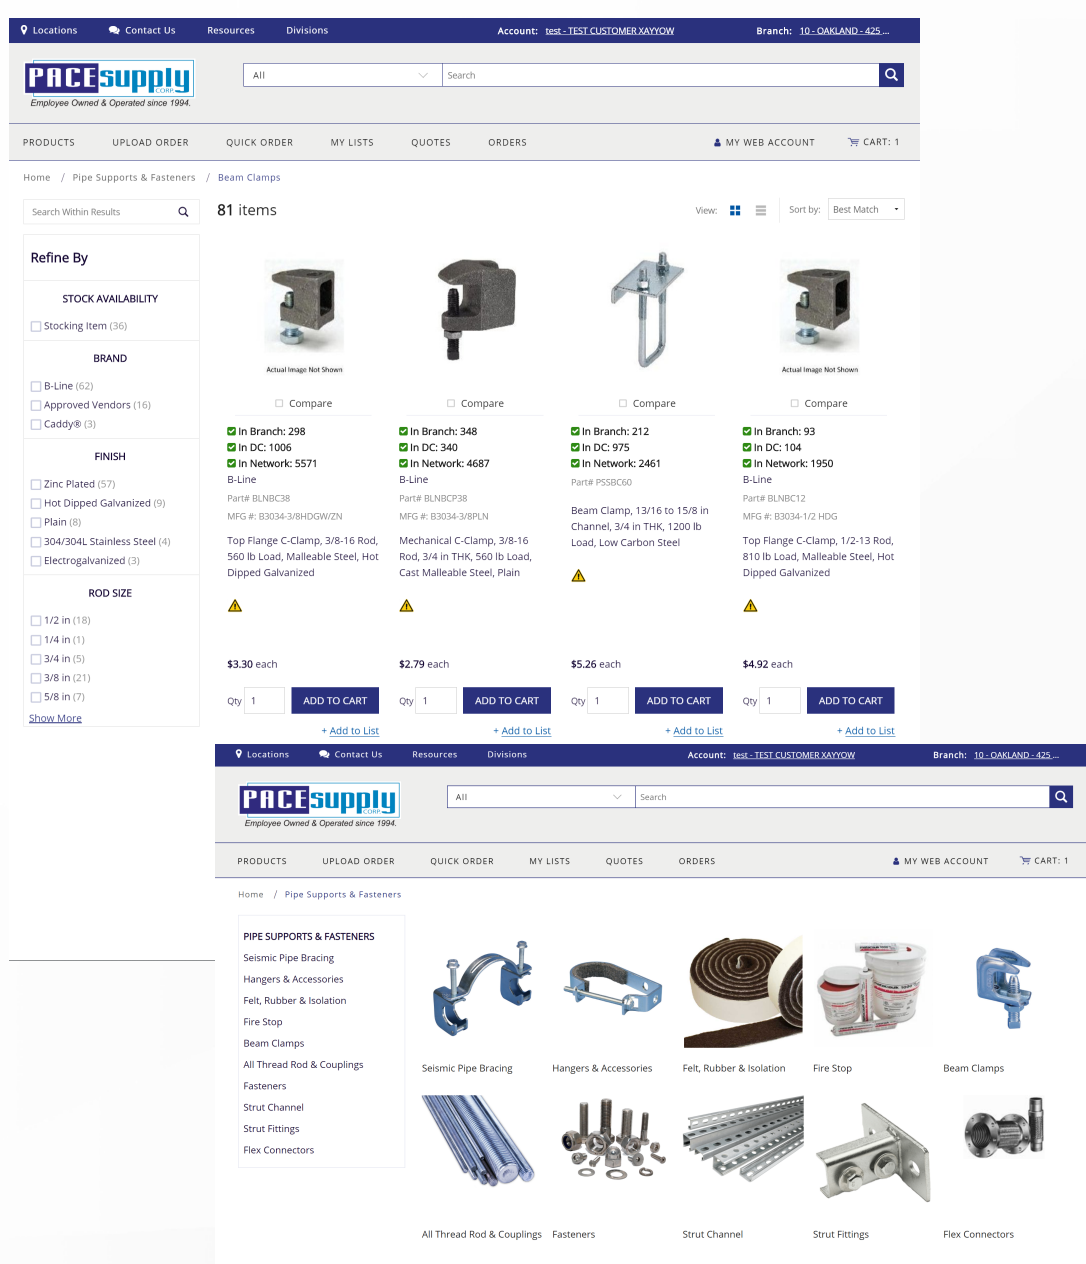 Locations Contact Us Resources Divisions Account: test - TEST CUSTOMER XAYYOW Branch: 10 - OAKLAND - 425 ...
PACE supply CORP.
Employee Owned & Operated since 1994.
All Search
PRODUCTS UPLOAD ORDER QUICK ORDER MY LISTS QUOTES ORDERS MY WEB ACCOUNT CART: 1
Home / Pipe Supports & Fasteners / Beam Clamps
Search Within Results
81 items
View: Sort by: Best Match
Refine By
STOCK AVAILABILITY
Stocking Item (36)
BRAND
B-Line (62)
Approved Vendors (16)
Caddy® (3)
FINISH
Zinc Plated (57)
Hot Dipped Galvanized (9)
Plain (8)
304/304L Stainless Steel (4)
Electrogalvanized (3)
ROD SIZE
1/2 in (18)
1/4 in (1)
3/4 in (5)
3/8 in (21)
5/8 in (7)
Show More
Actual Image Not Shown
Compare
In Branch: 298
In DC: 1006
In Network: 5571
B-Line
Part# BLNBC38
MFG #: B3034-3/8HDGW/ZN
Top Flange C-Clamp, 3/8-16 Rod,
560 lb Load, Malleable Steel, Hot
Dipped Galvanized
$3.30 each
Qty 1 ADD TO CART
+ Add to List
Compare
In Branch: 348
In DC: 340
In Network: 4687
B-Line
Part# BLNBCP38
MFG #: B3034-3/8PLN
Mechanical C-Clamp, 3/8-16
Rod, 3/4 in THK, 560 lb Load,
Cast Malleable Steel, Plain
$2.79 each
Qty 1 ADD TO CART
+ Add to List
Compare
In Branch: 212
In DC: 975
In Network: 2461
Part# PSSBC60
Beam Clamp, 13/16 to 15/8 in
Channel, 3/4 in THK, 1200 lb
Load, Low Carbon Steel
$5.26 each
Qty 1 ADD TO CART
+ Add to List
Actual Image Not Shown
Compare
In Branch: 93
In DC: 104
In Network: 1950
B-Line
Part# BLNBC12
MFG #: B3034-1/2 HDG
Top Flange C-Clamp, 1/2-13 Rod,
810 lb Load, Malleable Steel, Hot
Dipped Galvanized
$4.92 each
Qty 1 ADD TO CART
+ Add to List
Locations Contact Us Resources Divisions Account: test - TEST CUSTOMER XAYYOW Branch: 10 - OAKLAND - 425 ...
PACE supply CORP.
Employee Owned & Operated since 1994.
All Search
PRODUCTS UPLOAD ORDER QUICK ORDER MY LISTS QUOTES ORDERS MY WEB ACCOUNT CART: 1
Home / Pipe Supports & Fasteners
PIPE SUPPORTS & FASTENERS
Seismic Pipe Bracing
Hangers & Accessories
Felt, Rubber & Isolation
Fire Stop
Beam Clamps
All Thread Rod & Couplings
Fasteners
Strut Channel
Strut Fittings
Flex Connectors
Seismic Pipe Bracing Hangers & Accessories Felt, Rubber & Isolation Fire Stop Beam Clamps
All Thread Rod & Couplings Fasteners Strut Channel Strut Fittings Flex Connectors